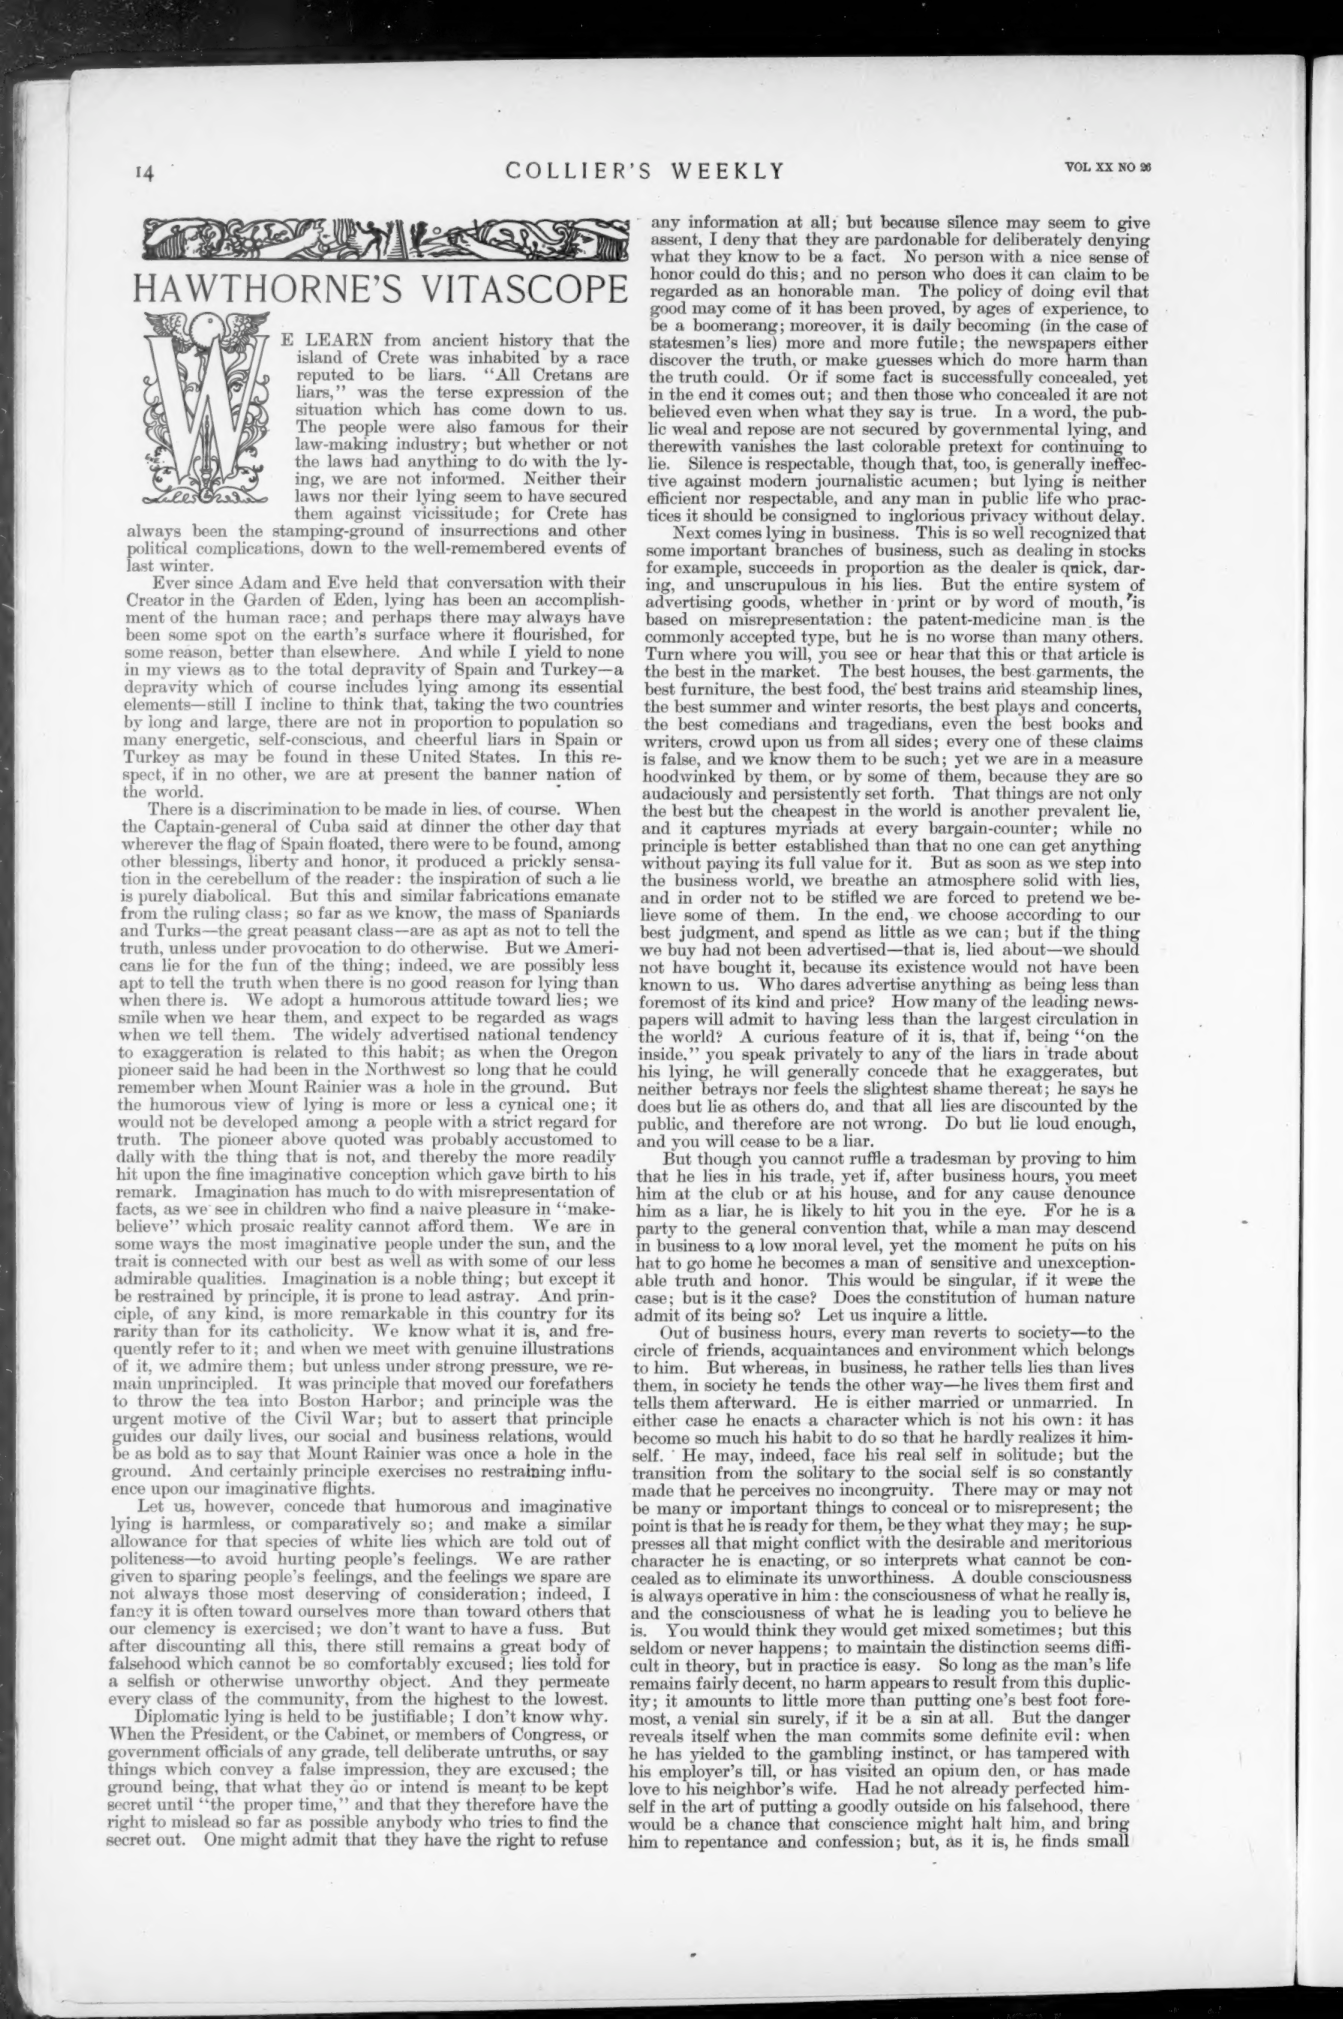 14
COLLIER'S WEEKLY
VOL XX NO 26
HAWTHORNE'S VITASCOPE
WE LEARN from ancient history that the
island of Crete was inhabited by a race
reputed to be liars. "All Cretans are
liars," was the terse expression of the
situation which has come down to us.
The people were also famous for their
law-making industry; but whether or not
the laws had anything to do with the ly-
ing, we are not informed. Neither their
laws nor their lying seem to have secured
them against vicissitude; for Crete has
always been the stamping-ground of insurrections and other
political complications, down to the well-remembered events of
last winter.
Ever since Adam and Eve held that conversation with their
Creator in the Garden of Eden, lying has been an accomplish-
ment of the human race; and perhaps there may always have
been some spot on the earth's surface where it flourished, for
some reason, better than elsewhere. And while I yield to none
in my views as to the total depravity of Spain and Turkey—a
depravity which of course includes lying among its essential
elements—still I incline to think that, taking the two countries
by long and large, there are not in proportion to population so
many energetic, self-conscious, and cheerful liars in Spain or
Turkey as may be found in these United States. In this re-
spect, if in no other, we are at present the banner nation of
the world.
There is a discrimination to be made in lies, of course. When
the Captain-general of Cuba said at dinner the other day that
wherever the flag of Spain floated, there were to be found, among
other blessings, liberty and honor, it produced a prickly sensa-
tion in the cerebellum of the reader: the inspiration of such a lie
is purely diabolical. But this and similar fabrications emanate
from the ruling class; so far as we know, the mass of Spaniards
and Turks—the great peasant class—are as apt as not to tell the
truth, unless under provocation to do otherwise. But we Ameri-
cans lie for the fun of the thing; indeed, we are possibly less
apt to tell the truth when there is no good reason for lying than
when there is. We adopt a humorous attitude toward lies; we
smile when we hear them, and expect to be regarded as wags
when we tell them. The widely advertised national tendency
to exaggeration is related to this habit; as when the Oregon
pioneer said he had been in the Northwest so long that he could
remember when Mount Rainier was a hole in the ground. But
the humorous view of lying is more or less a cynical one; it
would not be developed among a people with a strict regard for
truth. The pioneer above quoted was probably accustomed to
dally with the thing that is not, and thereby the more readily
hit upon the fine imaginative conception which gave birth to his
remark. Imagination has much to do with misrepresentation of
facts, as we see in children who find a naive pleasure in "make-
believe" which prosaic reality cannot afford them. We are in
some ways the most imaginative people under the sun, and the
trait is connected with our best as well as with some of our less
admirable qualities. Imagination is a noble thing; but except it
be restrained by principle, it is prone to lead astray. And prin-
ciple, of any kind, is more remarkable in this country for its
rarity than for its catholicity. We know what it is, and fre-
quently refer to it; and when we meet with genuine illustrations
of it, we admire them; but unless under strong pressure, we re-
main unprincipled. It was principle that moved our forefathers
to throw the tea into Boston Harbor; and principle was the
urgent motive of the Civil War; but to assert that principle
guides our daily lives, our social and business relations, would
be as bold as to say that Mount Rainier was once a hole in the
ground. And certainly principle exercises no restraining influ-
ence upon our imaginative flights.
Let us, however, concede that humorous and imaginative
lying is harmless, or comparatively so; and make a similar
allowance for that species of white lies which are told out of
politeness—to avoid hurting people's feelings. We are rather
given to sparing people's feelings, and the feelings we spare are
not always those most deserving of consideration; indeed, I
fancy it is often toward ourselves more than toward others that
our clemency is exercised; we don't want to have a fuss. But
after discounting all this, there still remains a great body of
falsehood which cannot be so comfortably excused; lies told for
a selfish or otherwise unworthy object. And they permeate
every class of the community, from the highest to the lowest.
Diplomatic lying is held to be justifiable; I don't know why.
When the President, or the Cabinet, or members of Congress, or
government officials of any grade, tell deliberate untruths, or say
things which convey a false impression, they are excused; the
ground being, that what they do or intend is meant to be kept
secret until "the proper time," and that they therefore have the
right to mislead so far as possible anybody who tries to find the
secret out. One might admit that they have the right to refuse
any information at all; but because silence may seem to give
assent, I deny that they are pardonable for deliberately denying
what they know to be a fact. No person with a nice sense of
honor could do this; and no person who does it can claim to be
regarded as an honorable man. The policy of doing evil that
good may come of it has been proved, by ages of experience, to
be a boomerang; moreover, it is daily becoming (in the case of
statesmen's lies) more and more futile; the newspapers either
discover the truth, or make guesses which do more harm than
the truth could. Or if some fact is successfully concealed, yet
in the end it comes out; and then those who concealed it are not
believed even when what they say is true. In a word, the pub-
lic weal and repose are not secured by governmental lying, and
therewith vanishes the last colorable pretext for continuing to
lie. Silence is respectable, though that, too, is generally ineffec-
tive against modern journalistic acumen; but lying is neither
efficient nor respectable, and any man in public life who prac-
tices it should be consigned to inglorious privacy without delay.
Next comes lying in business. This is so well recognized that
some important branches of business, such as dealing in stocks
for example, succeeds in proportion as the dealer is quick, dar-
ing, and unscrupulous in his lies. But the entire system of
advertising goods, whether in print or by word of mouth, is
based on misrepresentation: the patent-medicine man is the
commonly accepted type, but he is no worse than many others.
Turn where you will, you see or hear that this or that article is
the best in the market. The best houses, the best garments, the
best furniture, the best food, the best trains and steamship lines,
the best summer and winter resorts, the best plays and concerts,
the best comedians and tragedians, even the best books and
writers, crowd upon us from all sides; every one of these claims
is false, and we know them to be such; yet we are in a measure
hoodwinked by them, or by some of them, because they are so
audaciously and persistently set forth. That things are not only
the best but the cheapest in the world is another prevalent lie,
and it captures myriads at every bargain-counter; while no
principle is better established than that no one can get anything
without paying its full value for it. But as soon as we step into
the business world, we breathe an atmosphere solid with lies,
and in order not to be stifled we are forced to pretend we be-
lieve some of them. In the end, we choose according to our
best judgment, and spend as little as we can; but if the thing
we buy had not been advertised—that is, lied about—we should
not have bought it, because its existence would not have been
known to us. Who dares advertise anything as being less than
foremost of its kind and price? How many of the leading news-
papers will admit to having less than the largest circulation in
the world? A curious feature of it is, that if, being "on the
inside," you speak privately to any of the liars in trade about
his lying, he will generally concede that he exaggerates, but
neither betrays nor feels the slightest shame thereat; he says he
does but lie as others do, and that all lies are discounted by the
public, and therefore are not wrong. Do but lie loud enough,
and you will cease to be a liar.
But though you cannot ruffle a tradesman by proving to him
that he lies in his trade, yet if, after business hours, you meet
him at the club or at his house, and for any cause denounce
him as a liar, he is likely to hit you in the eye. For he is a
party to the general convention that, while a man may descend
in business to a low moral level, yet the moment he puts on his
hat to go home he becomes a man of sensitive and unexception-
able truth and honor. This would be singular, if it were the
case; but is it the case? Does the constitution of human nature
admit of its being so? Let us inquire a little.
Out of business hours, every man reverts to society—to the
circle of friends, acquaintances and environment which belongs
to him. But whereas, in business, he rather tells lies than lives
them, in society he tends the other way—he lives them first and
tells them afterward. He is either married or unmarried. In
either case he enacts a character which is not his own: it has
become so much his habit to do so that he hardly realizes it him-
self. He may, indeed, face his real self in solitude; but the
transition from the solitary to the social self is so constantly
made that he perceives no incongruity. There may or may not
be many or important things to conceal or to misrepresent; the
point is that he is ready for them, be they what they may; he sup-
presses all that might conflict with the desirable and meritorious
character he is enacting, or so interprets what cannot be con-
cealed as to eliminate its unworthiness. A double consciousness
is always operative in him: the consciousness of what he really is,
and the consciousness of what he is leading you to believe he
is. You would think they would get mixed sometimes; but this
seldom or never happens; to maintain the distinction seems diffi-
cult in theory, but in practice is easy. So long as the man's life
remains fairly decent, no harm appears to result from this duplic-
ity; it amounts to little more than putting one's best foot fore-
most, a venial sin surely, if it be a sin at all. But the danger
reveals itself when the man commits some definite evil: when
he has yielded to the gambling instinct, or has tampered with
his employer's till, or has visited an opium den, or has made
love to his neighbor's wife. Had he not already perfected him-
self in the art of putting a goodly outside on his falsehood, there
would be a chance that conscience might halt him, and bring
him to repentance and confession; but, as it is, he finds small